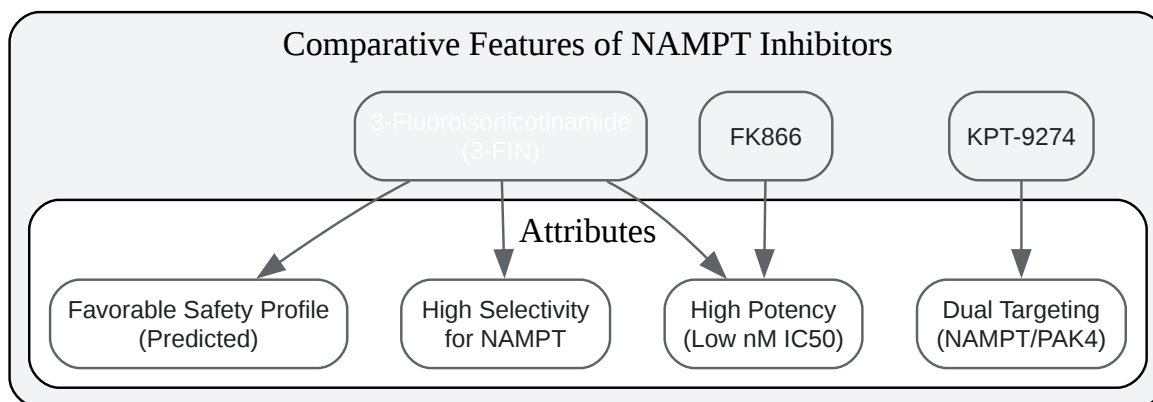 Comparative Features of NAMPT Inhibitors
3-Fluoroisonicotinamide
(3-FIN)
FK866
KPT-9274
Attributes
Favorable Safety Profile
(Predicted)
High Selectivity
for NAMPT
High Potency
(Low nM IC50)
Dual Targeting
(NAMPT/PAK4)